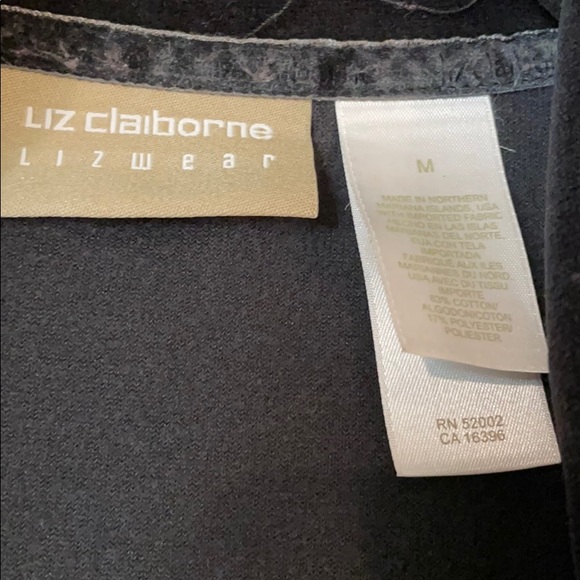 Liz claiborne
Lizwear
M
MADE IN NORTHERN
MARIANA ISLANDS, USA
WITH IMPORTED FABRIC
HECHO EN LAS ISLAS
MARIANAS DEL NORTE,
EUA CON TELA
IMPORTADA
FABRIQUÉ AUX ILES
MARIANNES DU NORD,
USA AVEC DU TISSU
IMPORTE
83% COTTON/
ALGODON/COTON
17% POLYESTER/
POLIESTER
RN 52002
CA 16396